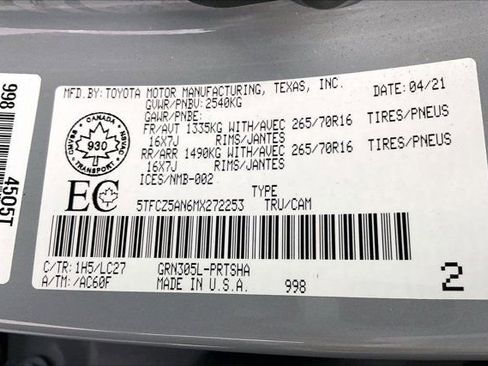 MFD.BY: TOYOTA MOTOR MANUFACTURING, TEXAS, INC. DATE: 04/21
GVWR/PNBV: 2540KG
GAWR/PNBE:
FR/AVT 1335KG WITH/AVEC 265/70R16 TIRES/PNEUS
16X7J RIMS/JANTES
RR/ARR 1490KG WITH/AVEC 265/70R16 TIRES/PNEUS
16X7J RIMS/JANTES
ICES/NMB-002
CANADA
930
TRANSPORT
EC
TYPE
5TFCZ5AN6MX272253 TRU/CAM
C/TR: 1H5/LC27 GRN305L-PRTSHA
A/TM: /AC60F MADE IN U.S.A. 998
2
998 4505T